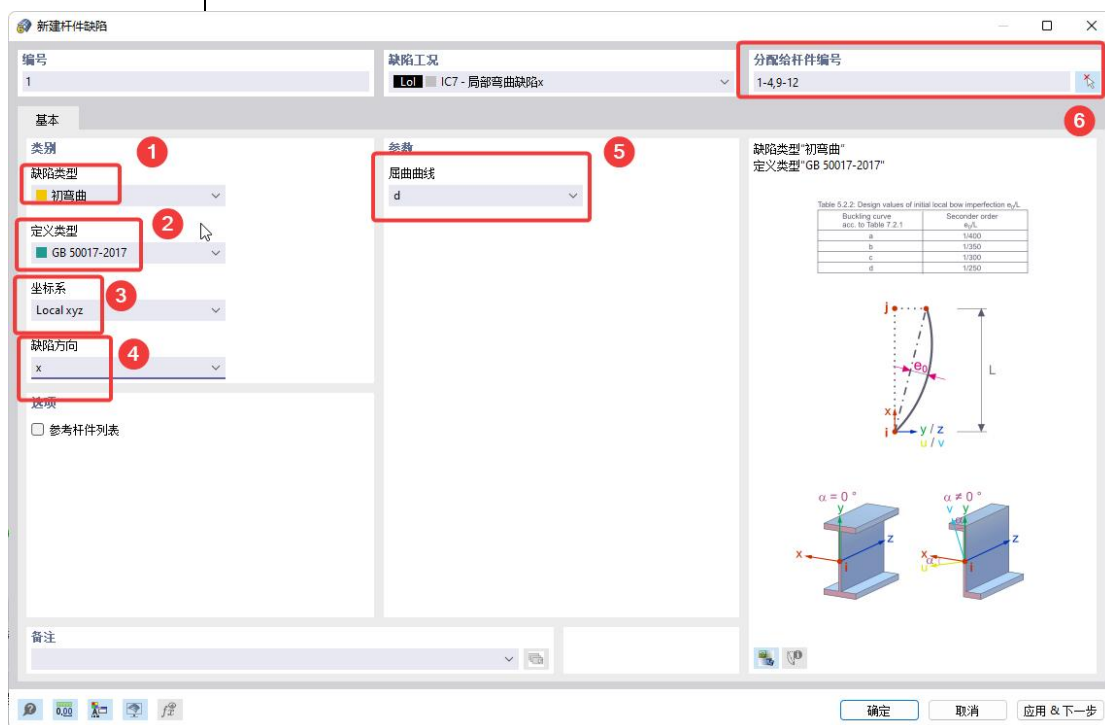 新建杆件缺陷
编号
1
缺陷工况
LoI IC7 - 局部弯曲缺陷x
分配给杆件编号
1-4,9-12
6
基本
类别
1
缺陷类型
初弯曲
2
定义类型
GB 50017-2017
坐标系
3
Local xyz
缺陷方向
4
x
选项
参考杆件列表
参数
5
屈曲曲线
d
缺陷类型"初弯曲"
定义类型"GB 50017-2017"
Table 5.2.2: Design values of initial local bow imperfection e₀/L
Buckling curve acc. to Table 7.2.1 Seconder order e₀/L
a 1/400
b 1/350
c 1/300
d 1/250
j
e₀
L
x
i y / z
u / v
α = 0 ° α ≠ 0 °
y v y
α
z z
x i x i
α
u
备注
0,00
确定 取消 应用 & 下一步